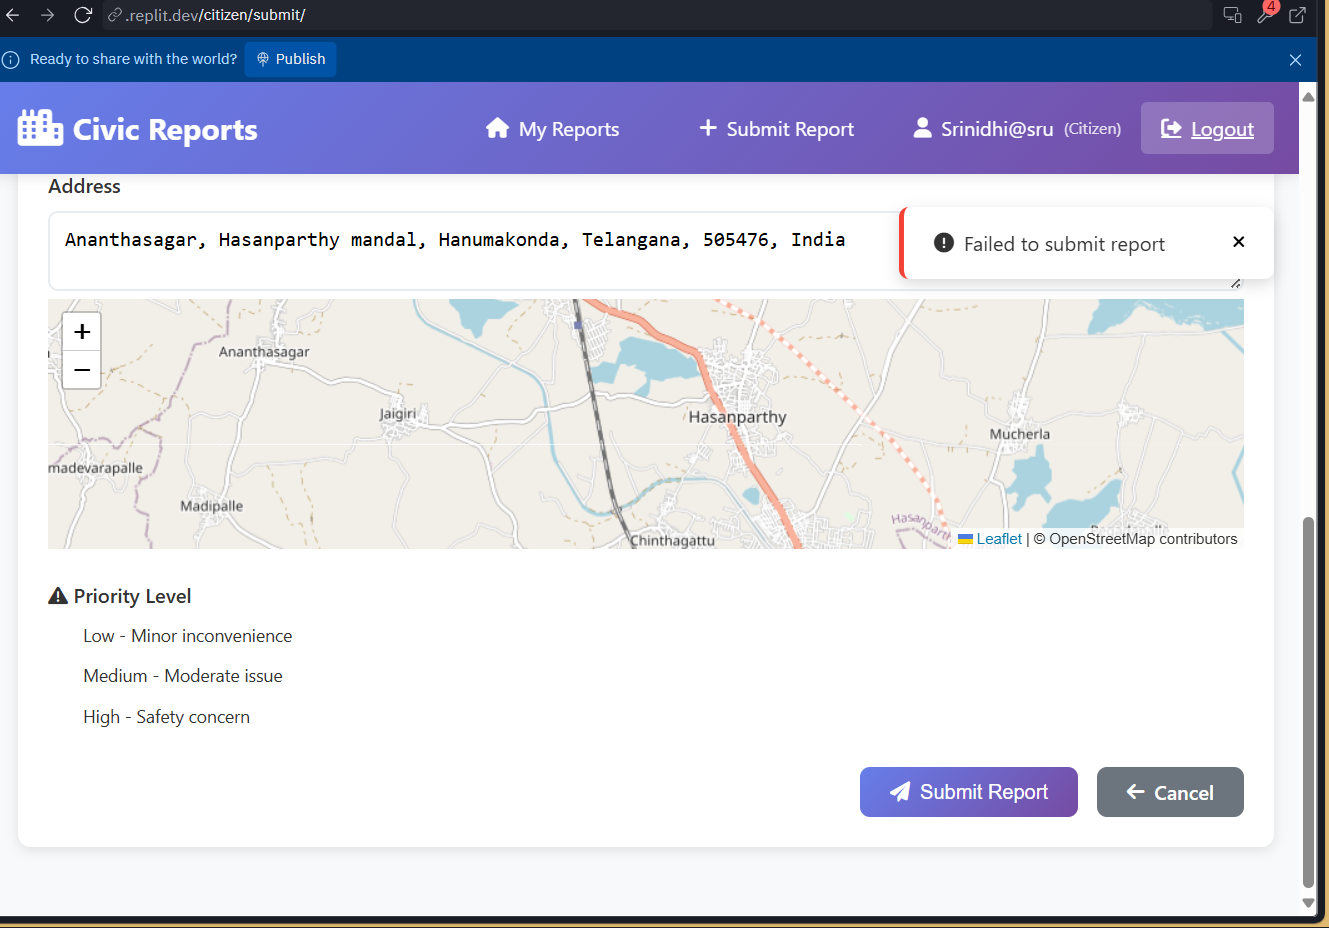 .replit.dev/citizen/submit/
4
Ready to share with the world?
Publish
Civic Reports
My Reports
Submit Report
Srinidhi@sru (Citizen)
Logout
Address
Ananthasagar, Hasanparthy mandal, Hanumakonda, Telangana, 505476, India
Failed to submit report
+
−
Ananthasagar
Jaigiri
Hasanparthy
Mucherla
madevarapalle
Madipalle
Chinthagattu
Hasanparth
Leaflet | © OpenStreetMap contributors
Priority Level
Low - Minor inconvenience
Medium - Moderate issue
High - Safety concern
Submit Report
Cancel